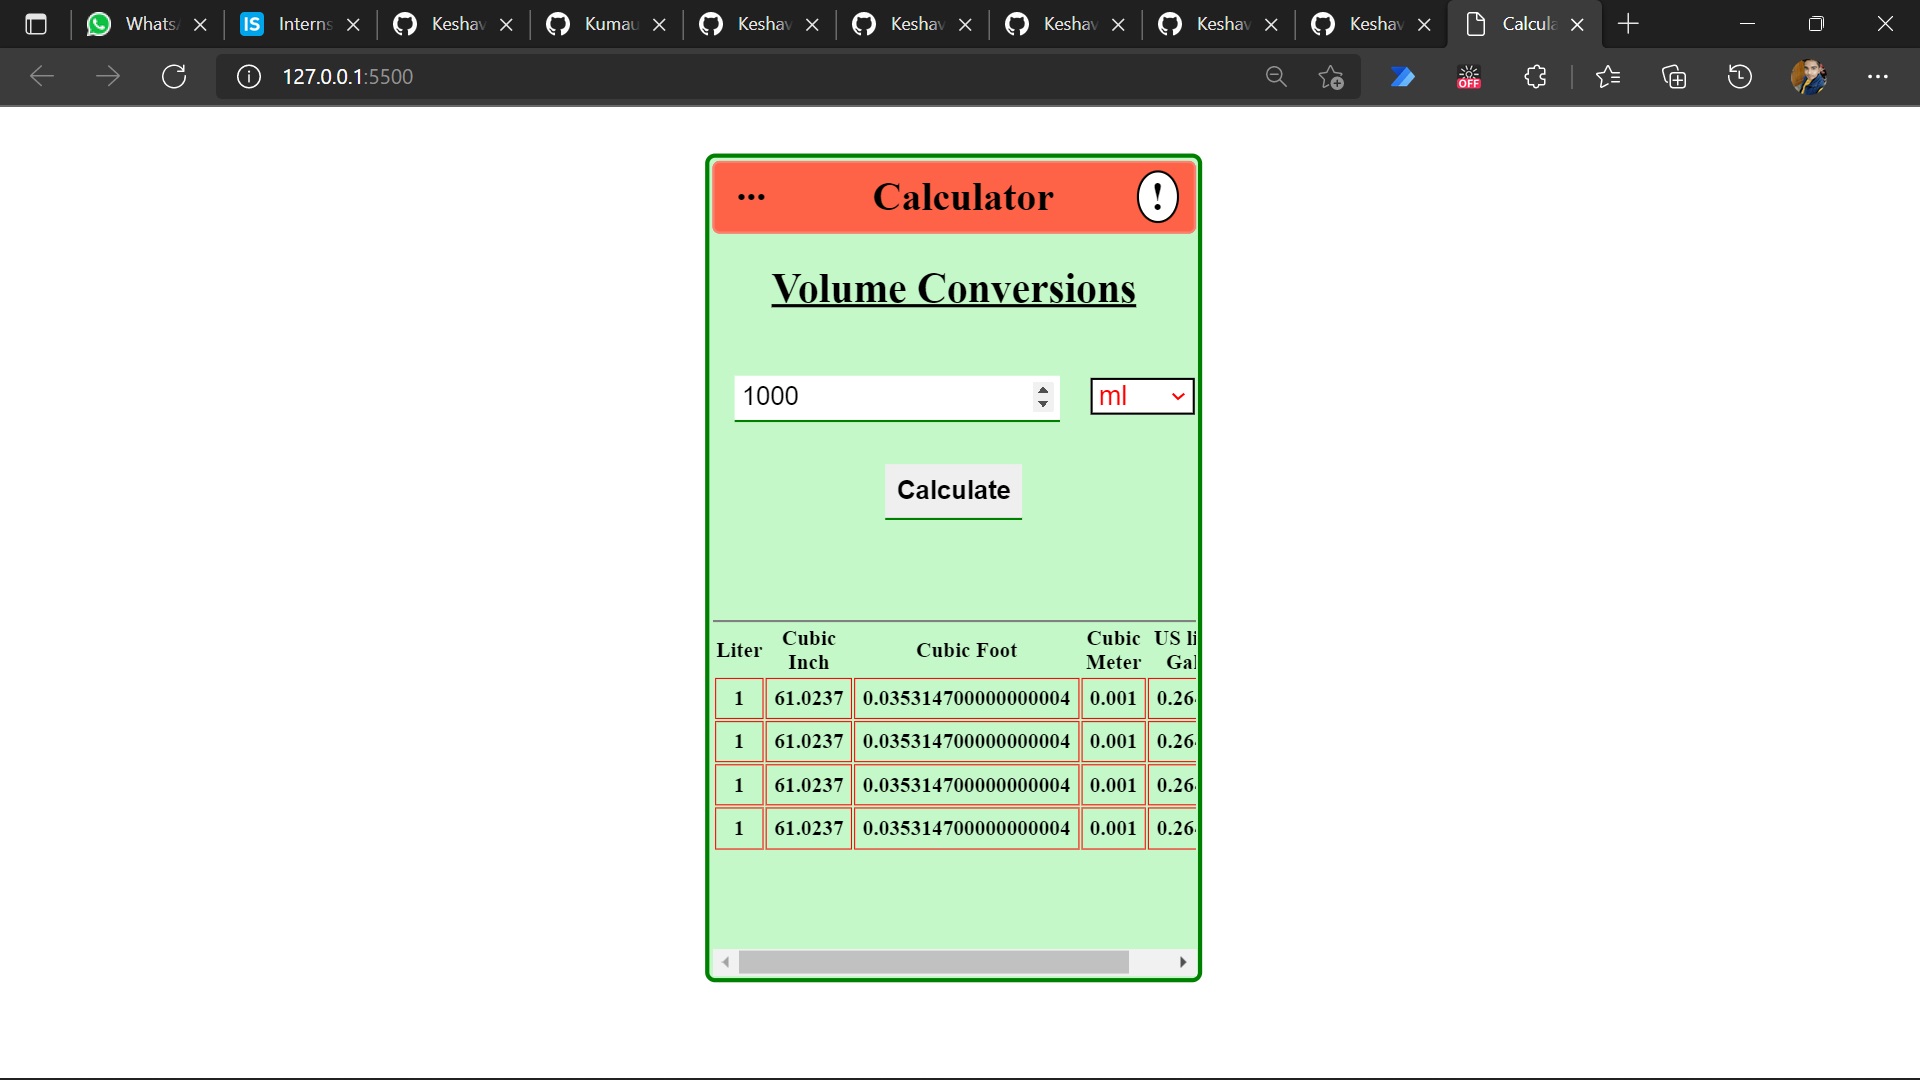 Whats
Interns
Keshav
Kumau
Keshav
Keshav
Keshav
Keshav
Keshav
Calcula
127.0.0.1:5500
OFF
... Calculator !
Volume Conversions
1000
ml
Calculate
Liter Cubic Inch Cubic Foot Cubic Meter US li Gal
1 61.0237 0.035314700000000004 0.001 0.26
1 61.0237 0.035314700000000004 0.001 0.26
1 61.0237 0.035314700000000004 0.001 0.26
1 61.0237 0.035314700000000004 0.001 0.26